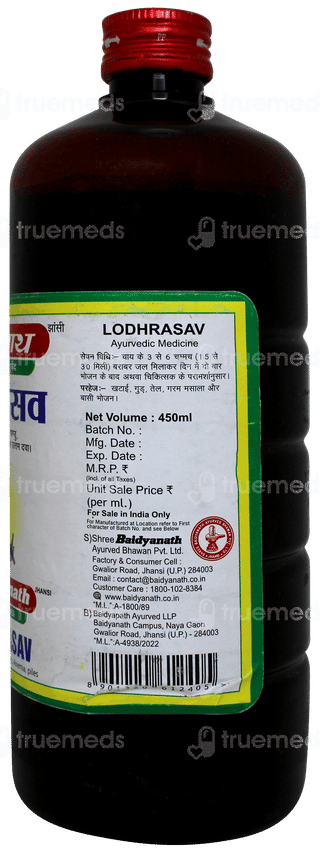 truemeds
truemeds
झांसी
LODHRASAV
Ayurvedic Medicine
सेवन विधि:- चाय के 3 से 6 चम्मच (15 से
30 मिली) बराबर जल मिलाकर दिन में दो बार
भोजन के बाद अथवा चिकित्सक के परामर्शानुसार।
परहेज:- खटाई, गुड़, तेल, गरम मसाला और
बासी भोजन।
Net Volume : 450ml
Batch No. :
Mfg. Date :
Exp. Date :
M.R.P. ₹
(Incl. of all Taxes)
Unit Sale Price ₹
(per ml.)
For Sale in India Only
For Manufactured at Location refer to First
character of Batch No. and see Below
S)Shree Baidyanath
Ayurved Bhawan Pvt. Ltd.
Factory & Consumer Cell :
Gwalior Road, Jhansi (U.P.) 284003
Email : contact@baidyanath.co.in
Customer Care : 1800-102-8384
www.baidyanath.co.in
"M.L.":A-1800/89
B) Baidyanath Ayurved LLP
Baidyanath Campus, Naya Gaon
Gwalior Road, Jhansi (U.P.) - 284003
"M.L.":A-4938/2022
JHANSI
SAV
piles
truemeds
truemeds